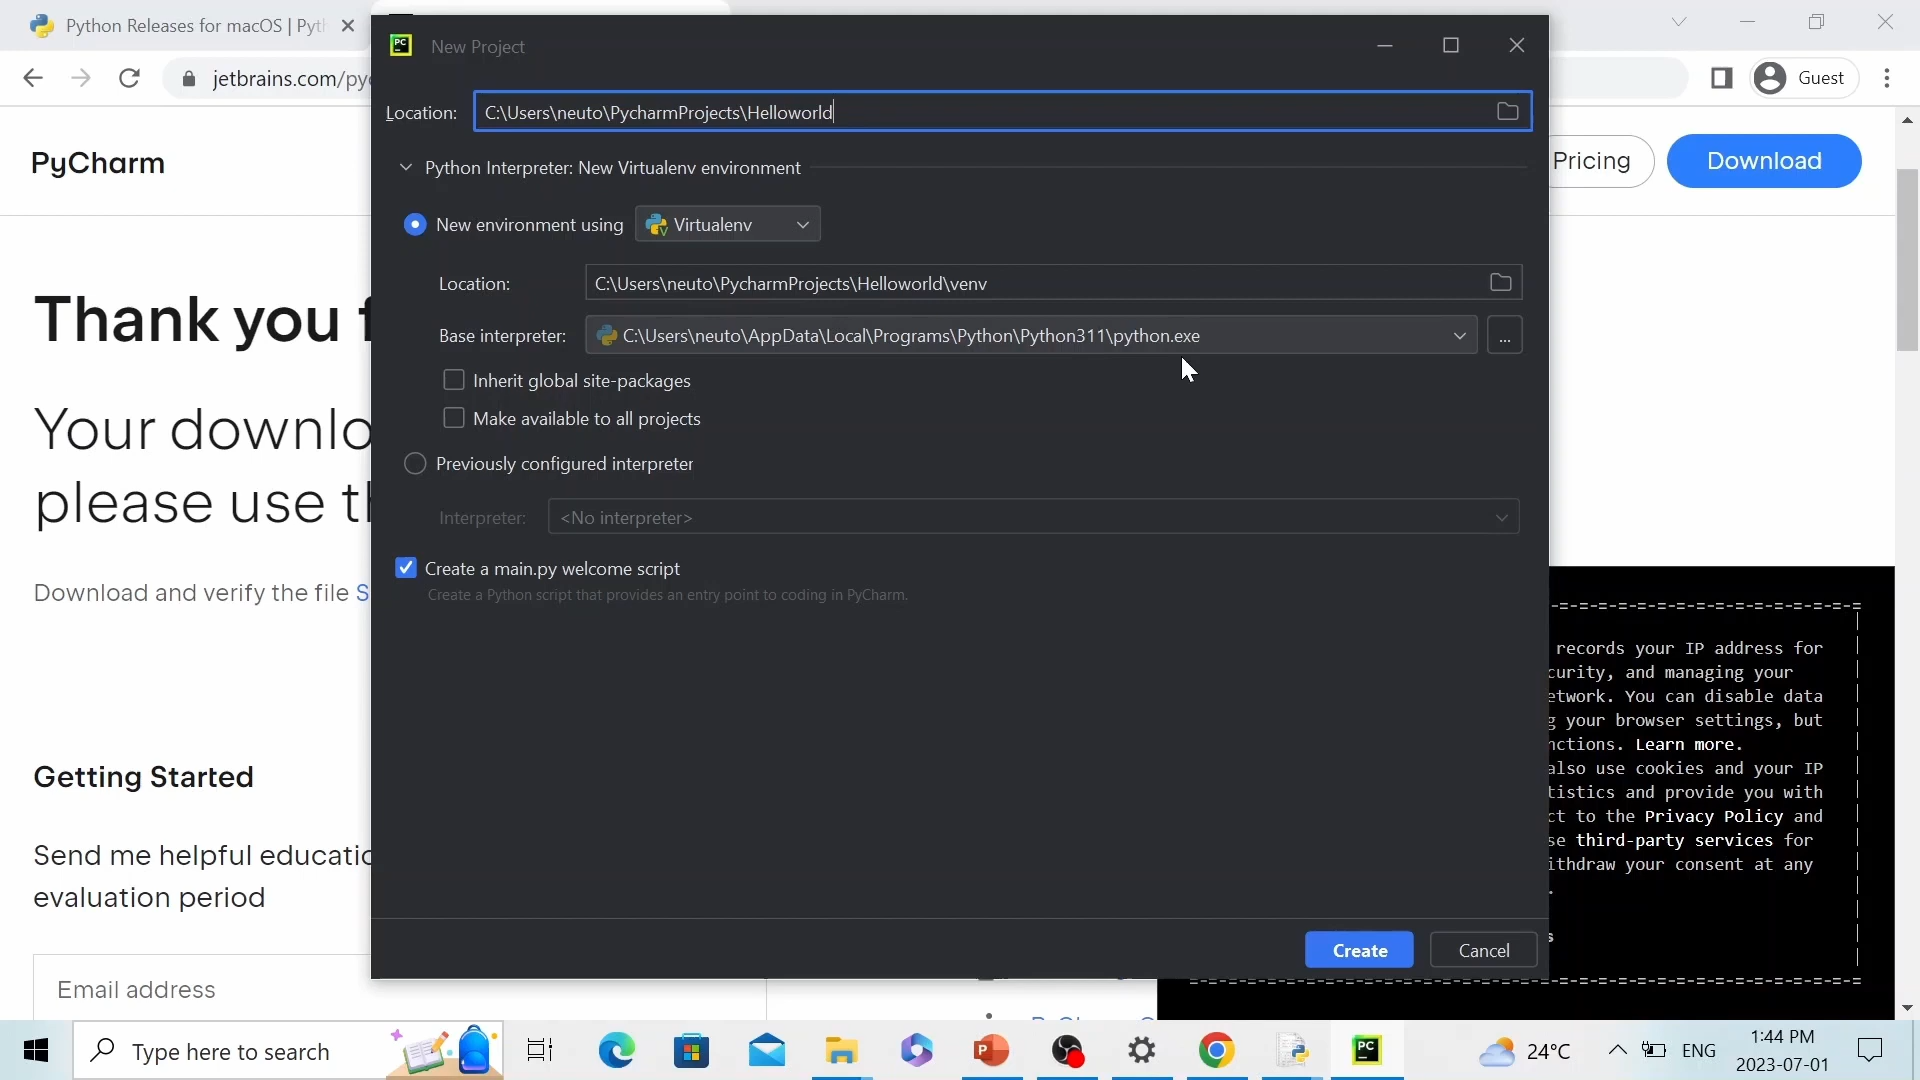 Python Releases for macOS | Pyt
jetbrains.com/pyc
Guest
PyCharm
Pricing
Download
Thank you f
Your downlo
please use th
Download and verify the file S
Getting Started
Send me helpful educatio
evaluation period
Email address
PC
New Project
Location:
C:\Users\neuto\PycharmProjects\Helloworld
Python Interpreter: New Virtualenv environment
New environment using
Virtualenv
Location:
C:\Users\neuto\PycharmProjects\Helloworld\venv
Base interpreter:
C:\Users\neuto\AppData\Local\Programs\Python\Python311\python.exe
...
Inherit global site-packages
Make available to all projects
Previously configured interpreter
Interpreter:
<No interpreter>
Create a main.py welcome script
Create a Python script that provides an entry point to coding in PyCharm.
Create
Cancel
records your IP address for
curity, and managing your
etwork. You can disable data
g your browser settings, but
nctions. Learn more.
also use cookies and your IP
tistics and provide you with
ct to the Privacy Policy and
se third-party services for
ithdraw your consent at any
.
s
Type here to search
P
PC
24°C
ENG
1:44 PM
2023-07-01